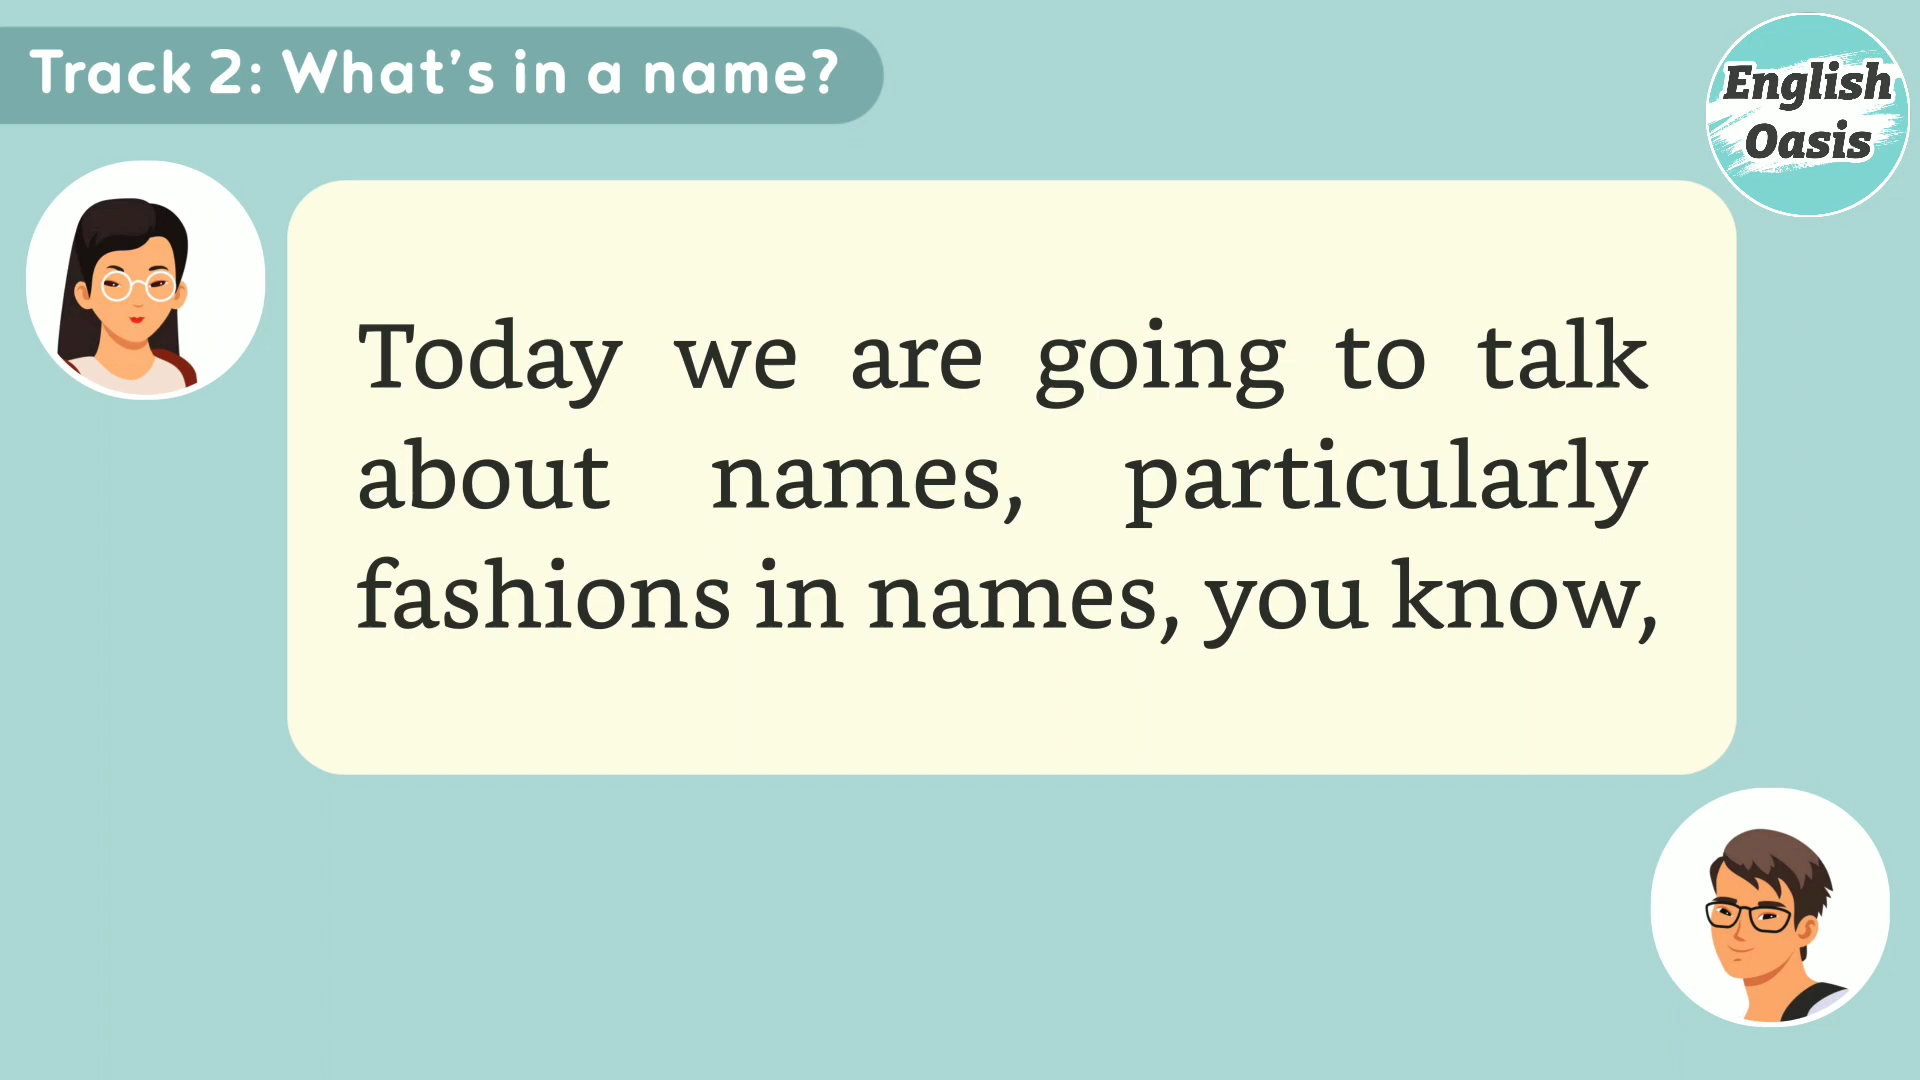 Track 2: What's in a name?
English
Oasis
Today we are going to talk
about names, particularly
fashions in names, you know,